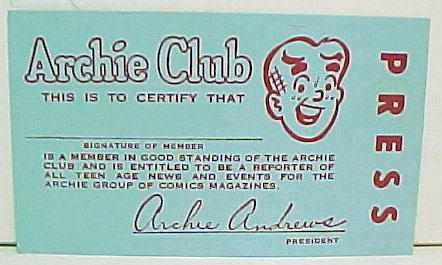 Archie Club
THIS IS TO CERTIFY THAT
SIGNATURE OF MEMBER
IS A MEMBER IN GOOD STANDING OF THE ARCHIE
CLUB AND IS ENTITLED TO BE A REPORTER OF
ALL TEEN AGE NEWS AND EVENTS FOR THE
ARCHIE GROUP OF COMICS MAGAZINES.
Archie Andrews
PRESIDENT
PRESS